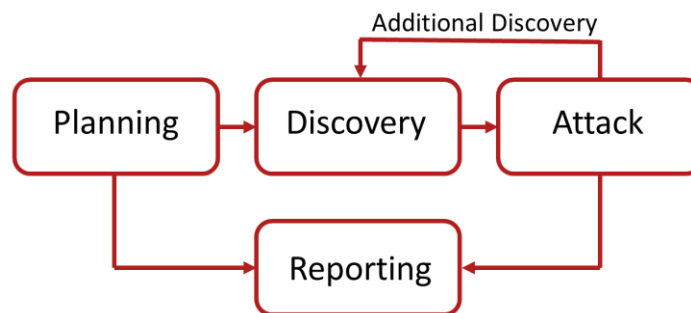 Additional Discovery
Planning
Discovery
Attack
Reporting